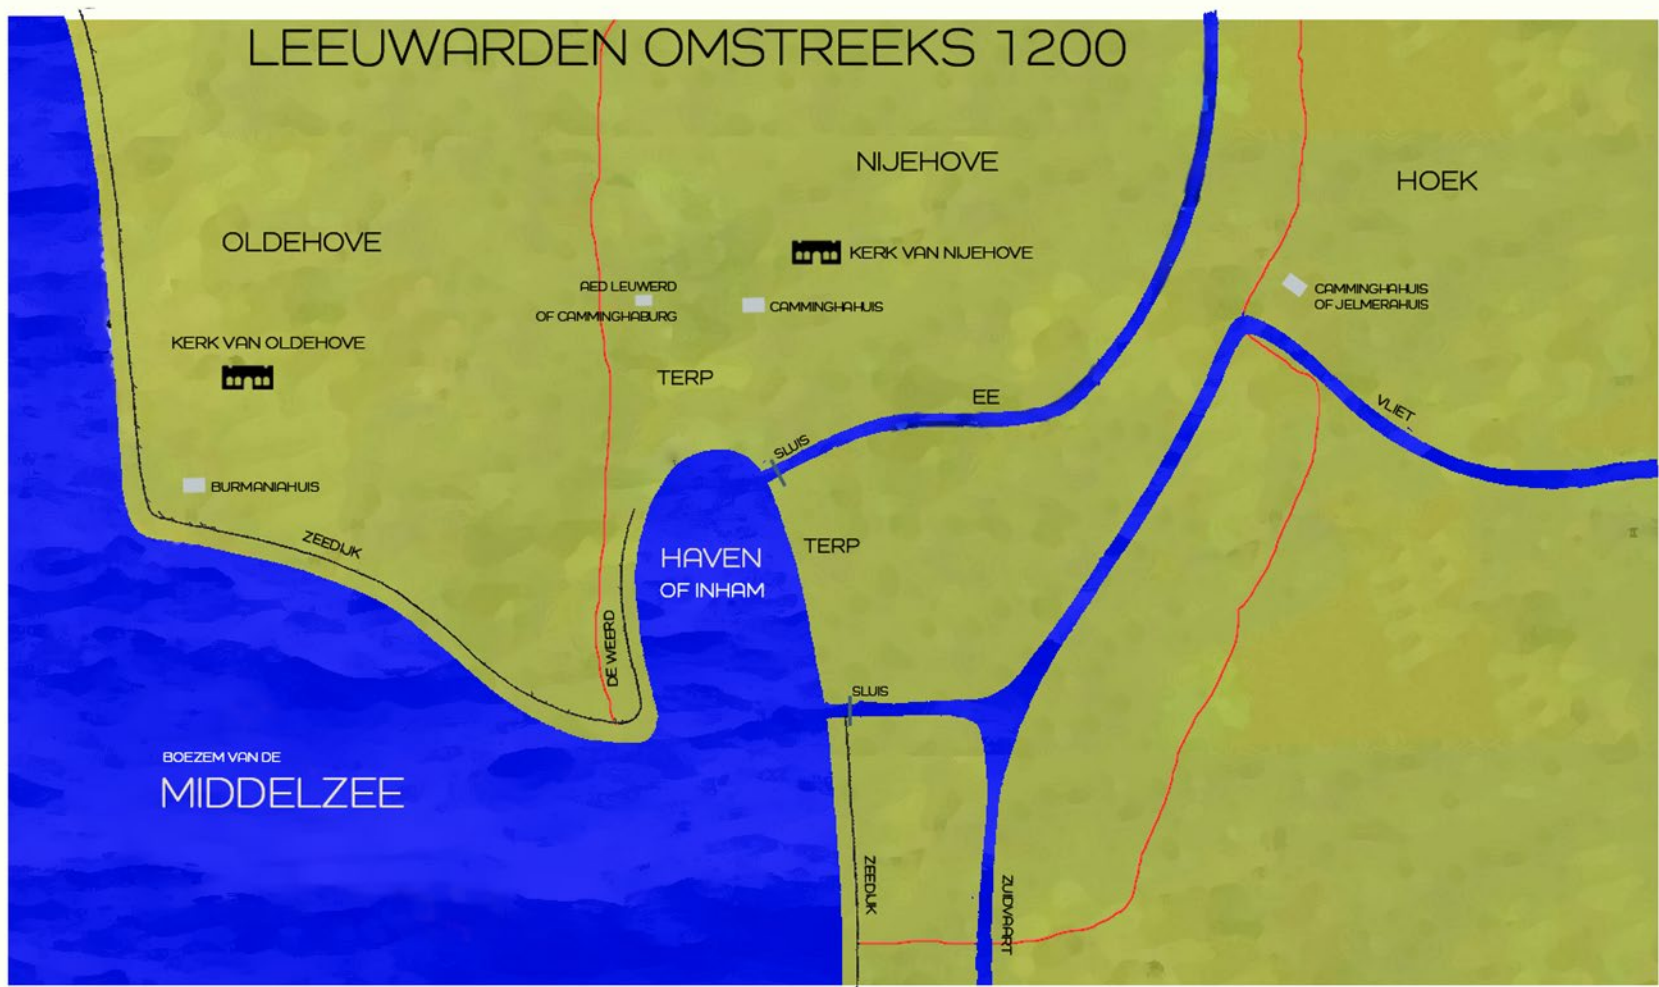 LEEUWARDEN OMSTREEKS 1200
NIJEHOVE
HOEK
OLDEHOVE
KERK VAN NIJEHOVE
AED LEUWERD
OF CAMMINGHABURG
CAMMINGHAHUIS
CAMMINGHAHUIS
OF JELMERAHUIS
KERK VAN OLDEHOVE
TERP
EE
VLIET
SLUIS
BURMANIAHUIS
ZEEDIJK
HAVEN
OF INHAM
TERP
DE WEERD
SLUIS
BOEZEM VAN DE
MIDDELZEE
ZEEDIJK
ZUIDVAART